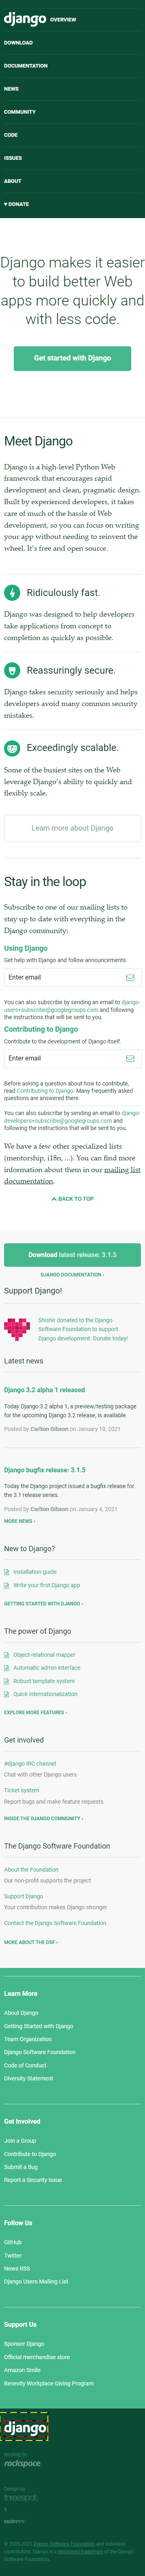 django OVERVIEW
DOWNLOAD
DOCUMENTATION
NEWS
COMMUNITY
CODE
ISSUES
ABOUT
♥ DONATE
Django makes it easier
to build better Web
apps more quickly and
with less code.
Get started with Django
Meet Django
Django is a high-level Python Web
framework that encourages rapid
development and clean, pragmatic design.
Built by experienced developers, it takes
care of much of the hassle of Web
development, so you can focus on writing
your app without needing to reinvent the
wheel. It's free and open source.
Ridiculously fast.
Django was designed to help developers
take applications from concept to
completion as quickly as possible.
Reassuringly secure.
Django takes security seriously and helps
developers avoid many common security
mistakes.
Exceedingly scalable.
Some of the busiest sites on the Web
leverage Django's ability to quickly and
flexibly scale.
Learn more about Django
Stay in the loop
Subscribe to one of our mailing lists to
stay up to date with everything in the
Django community:
Using Django
Get help with Django and follow announcements.
Enter email
You can also subscribe by sending an email to django-
users+subscribe@googlegroups.com and following
the instructions that will be sent to you.
Contributing to Django
Contribute to the development of Django itself.
Enter email
Before asking a question about how to contribute,
read Contributing to Django. Many frequently asked
questions are answered there.
You can also subscribe by sending an email to django-
developers+subscribe@googlegroups.com and
following the instructions that will be sent to you.
We have a few other specialized lists
(mentorship, i18n, ...). You can find more
information about them in our mailing list
documentation.
BACK TO TOP
Download latest release: 3.1.5
DJANGO DOCUMENTATION ›
Support Django!
Shishir donated to the Django
Software Foundation to support
Django development. Donate today!
Latest news
Django 3.2 alpha 1 released
Today Django 3.2 alpha 1, a preview/testing package
for the upcoming Django 3.2 release, is available.
Posted by Carlton Gibson on January 19, 2021
Django bugfix release: 3.1.5
Today the Django project issued a bugfix release for
the 3.1 release series.
Posted by Carlton Gibson on January 4, 2021
MORE NEWS ›
New to Django?
Installation guide
Write your first Django app
GETTING STARTED WITH DJANGO ›
The power of Django
Object-relational mapper
Automatic admin interface
Robust template system
Quick internationalization
EXPLORE MORE FEATURES ›
Get involved
#django IRC channel
Chat with other Django users
Ticket system
Report bugs and make feature requests
INSIDE THE DJANGO COMMUNITY ›
The Django Software Foundation
About the Foundation
Our non-profit supports the project
Support Django
Your contribution makes Django stronger
Contact the Django Software Foundation
MORE ABOUT THE DSF ›
Learn More
About Django
Getting Started with Django
Team Organization
Django Software Foundation
Code of Conduct
Diversity Statement
Get Involved
Join a Group
Contribute to Django
Submit a Bug
Report a Security Issue
Follow Us
GitHub
Twitter
News RSS
Django Users Mailing List
Support Us
Sponsor Django
Official merchandise store
Amazon Smile
Benevity Workplace Giving Program
django
Hosting by
rackspace
Design by
threespot
&
© 2005-2021 Django Software Foundation and individual
contributors. Django is a registered trademark of the Django
Software Foundation.